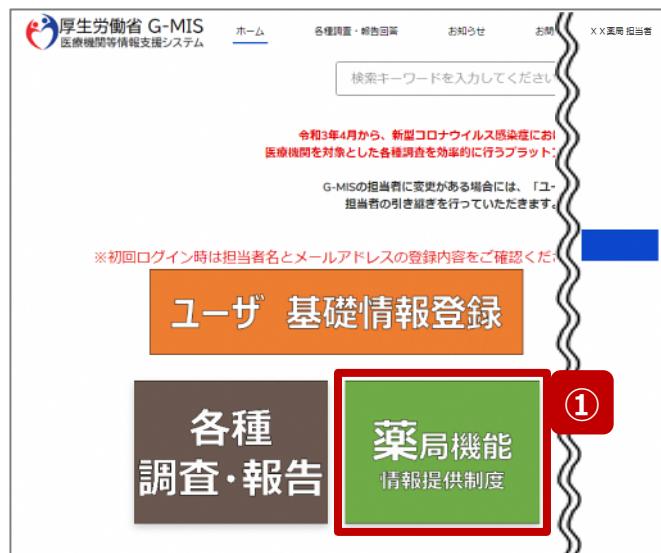 厚生労働省 G-MIS
医療機関等情報支援システム
ホーム 各種調査・報告回答 お知らせ お問 ××薬局 担当者
検索キーワードを入力してください
令和3年4月から、新型コロナウイルス感染症にお
医療機関を対象とした各種調査を効率的に行うプラット
G-MISの担当者に変更がある場合には、「ユー
担当者の引き継ぎを行っていただきます。
※初回ログイン時は担当者名とメールアドレスの登録内容をご確認くだ
ユーザ 基礎情報登録
各種
調査・報告
薬局機能
情報提供制度
①